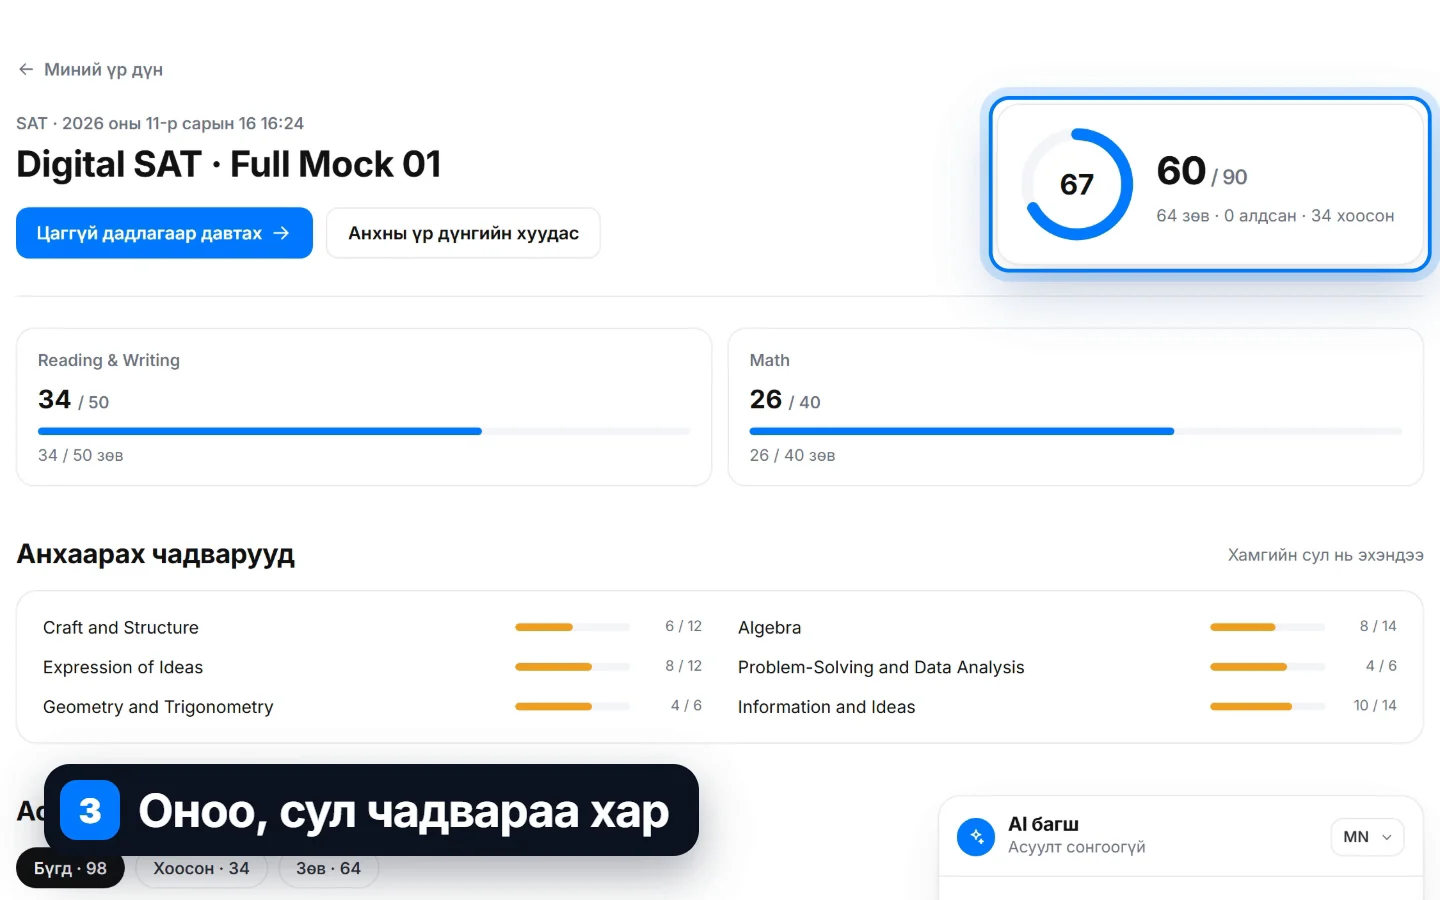 ← Миний үр дүн
SAT · 2026 оны 11-р сарын 16 16:24
Digital SAT · Full Mock 01
Цаггүй дадлагаар давтах →
Анхны үр дүнгийн хуудас
67
60 / 90
64 зөв · 0 алдсан · 34 хоосон
Reading & Writing
34 / 50
34 / 50 зөв
Math
26 / 40
26 / 40 зөв
Анхаарах чадварууд
Хамгийн сул нь эхэндээ
Craft and Structure 6 / 12
Algebra 8 / 14
Expression of Ideas 8 / 12
Problem-Solving and Data Analysis 4 / 6
Geometry and Trigonometry 4 / 6
Information and Ideas 10 / 14
3 Оноо, сул чадвараа хар
Бүгд · 98
Хоосон · 34
Зөв · 64
AI багш
Асуулт сонгоогүй
MN